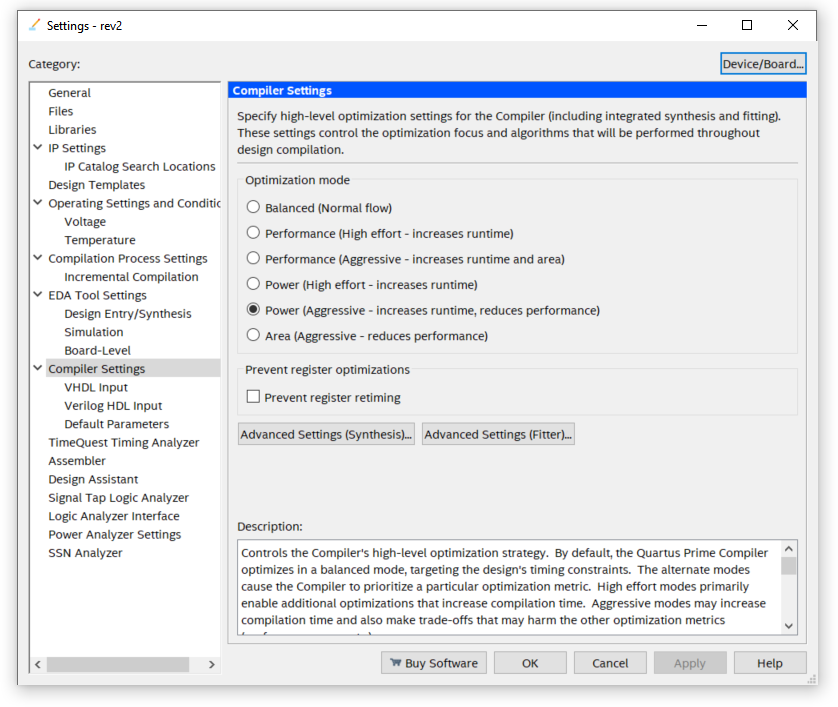 Settings - rev2
Category:
Device/Board...
General
Files
Libraries
IP Settings
IP Catalog Search Locations
Design Templates
Operating Settings and Conditic
Voltage
Temperature
Compilation Process Settings
Incremental Compilation
EDA Tool Settings
Design Entry/Synthesis
Simulation
Board-Level
Compiler Settings
VHDL Input
Verilog HDL Input
Default Parameters
TimeQuest Timing Analyzer
Assembler
Design Assistant
Signal Tap Logic Analyzer
Logic Analyzer Interface
Power Analyzer Settings
SSN Analyzer
Compiler Settings
Specify high-level optimization settings for the Compiler (including integrated synthesis and fitting).
These settings control the optimization focus and algorithms that will be performed throughout
design compilation.
Optimization mode
Balanced (Normal flow)
Performance (High effort - increases runtime)
Performance (Aggressive - increases runtime and area)
Power (High effort - increases runtime)
Power (Aggressive - increases runtime, reduces performance)
Area (Aggressive - reduces performance)
Prevent register optimizations
Prevent register retiming
Advanced Settings (Synthesis)...
Advanced Settings (Fitter)...
Description:
Controls the Compiler's high-level optimization strategy.  By default, the Quartus Prime Compiler
optimizes in a balanced mode, targeting the design's timing constraints.  The alternate modes
cause the Compiler to prioritize a particular optimization metric.  High effort modes primarily
enable additional optimizations that increase compilation time.  Aggressive modes may increase
compilation time and also make trade-offs that may harm the other optimization metrics
Buy Software
OK
Cancel
Apply
Help